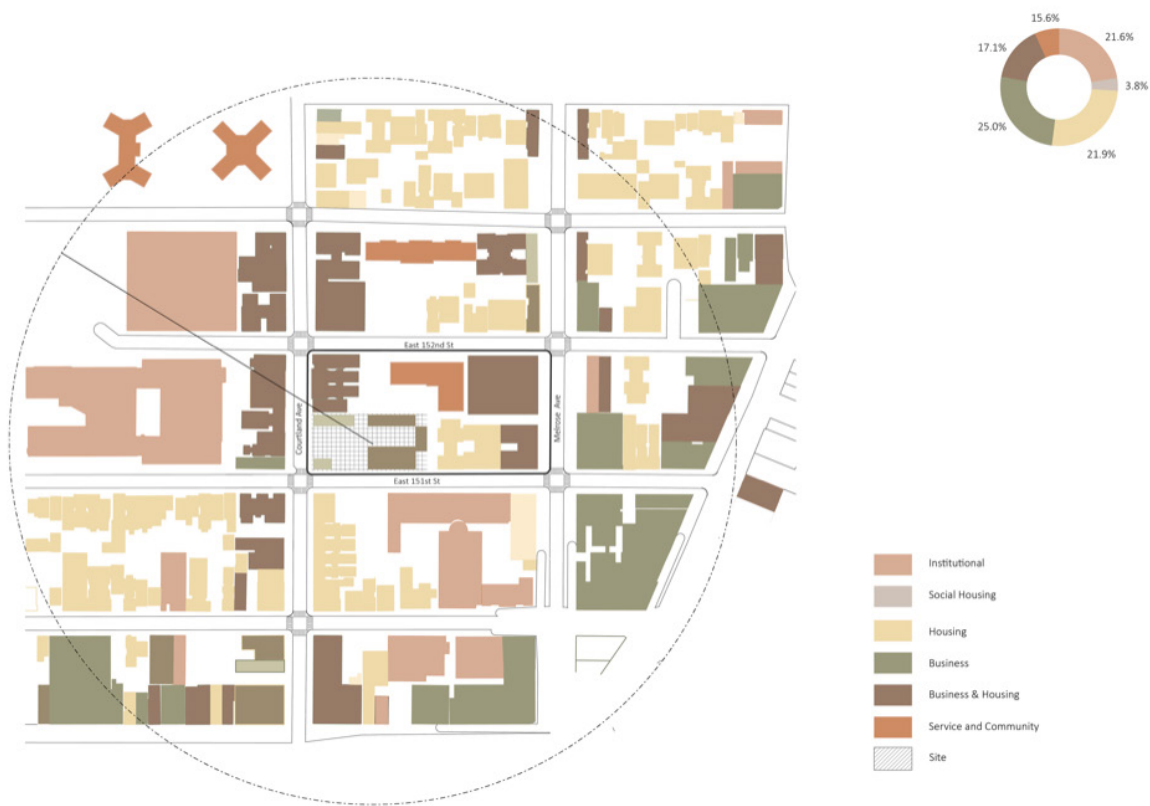 15.6%
21.6%
17.1%
3.8%
25.0%
21.9%
East 152nd St
Courtland Ave
Melrose Ave
East 151st St
Institutional
Social Housing
Housing
Business
Business & Housing
Service and Community
Site